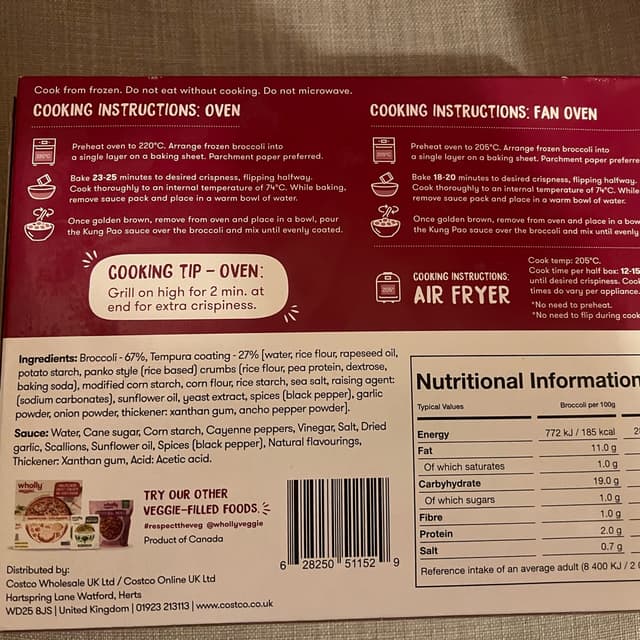 Cook from frozen. Do not eat without cooking. Do not microwave.
COOKING INSTRUCTIONS: OVEN
Preheat oven to 220°C. Arrange frozen broccoli into
a single layer on a baking sheet. Parchment paper preferred.
Bake 23-25 minutes to desired crispness, flipping halfway.
Cook thoroughly to an internal temperature of 74°C. While baking,
remove sauce pack and place in a warm bowl of water.
Once golden brown, remove from oven and place in a bowl, pour
the Kung Pao sauce over the broccoli and mix until evenly coated.
COOKING TIP – OVEN:
Grill on high for 2 min. at
end for extra crispiness.
COOKING INSTRUCTIONS: FAN OVEN
Preheat oven to 205°C. Arrange frozen broccoli into
a single layer on a baking sheet. Parchment paper
Bake 18-20 minutes to desired crispness, flipping halfway.
Cook thoroughly to an internal temperature of 74°C. While
remove sauce pack and place in a warm bowl of water.
Once golden brown, remove from oven and place in a
the Kung Pao sauce over the broccoli and mix until evenly
COOKING INSTRUCTIONS:
AIR FRYER
Cook temp: 205°C.
Cook time per half box: 12-15
until desired crispness.
times do vary per appliance.
*No need to preheat.
*No need to flip during
Ingredients: Broccoli - 67%, Tempura coating - 27% [water, rice flour, rapeseed oil,
potato starch, panko style (rice based) crumbs (rice flour, pea protein, dextrose,
baking soda), modified corn starch, corn flour, rice starch, sea salt, raising agent:
(sodium carbonates), sunflower oil, yeast extract, spices (black pepper), garlic
powder, onion powder, thickener: xanthan gum, ancho pepper powder].
Sauce: Water, Cane sugar, Corn starch, Cayenne peppers, Vinegar, Salt, Dried
garlic, Scallions, Sunflower oil, Spices (black pepper), Natural flavourings,
Thickener: Xanthan gum, Acid: Acetic acid.
wholly
TRY OUR OTHER
VEGGIE-FILLED FOODS.
#respecttheveg @whollyveggie
Product of Canada
6 28250 51152 9
Distributed by:
Costco Wholesale UK Ltd / Costco Online UK Ltd
Hartspring Lane Watford, Herts
WD25 8JS | United Kingdom | 01923 213113 | www.costco.co.uk
Nutritional Information
Typical Values Broccoli per 100g
Energy 772 kJ / 185 kcal
Fat 11.0 g
Of which saturates 1.0 g
Carbohydrate 19.0 g
Of which sugars 1.0 g
Fibre 1.0 g
Protein 2.0 g
Salt 0.7 g
Reference intake of an average adult (8 400 KJ / 2